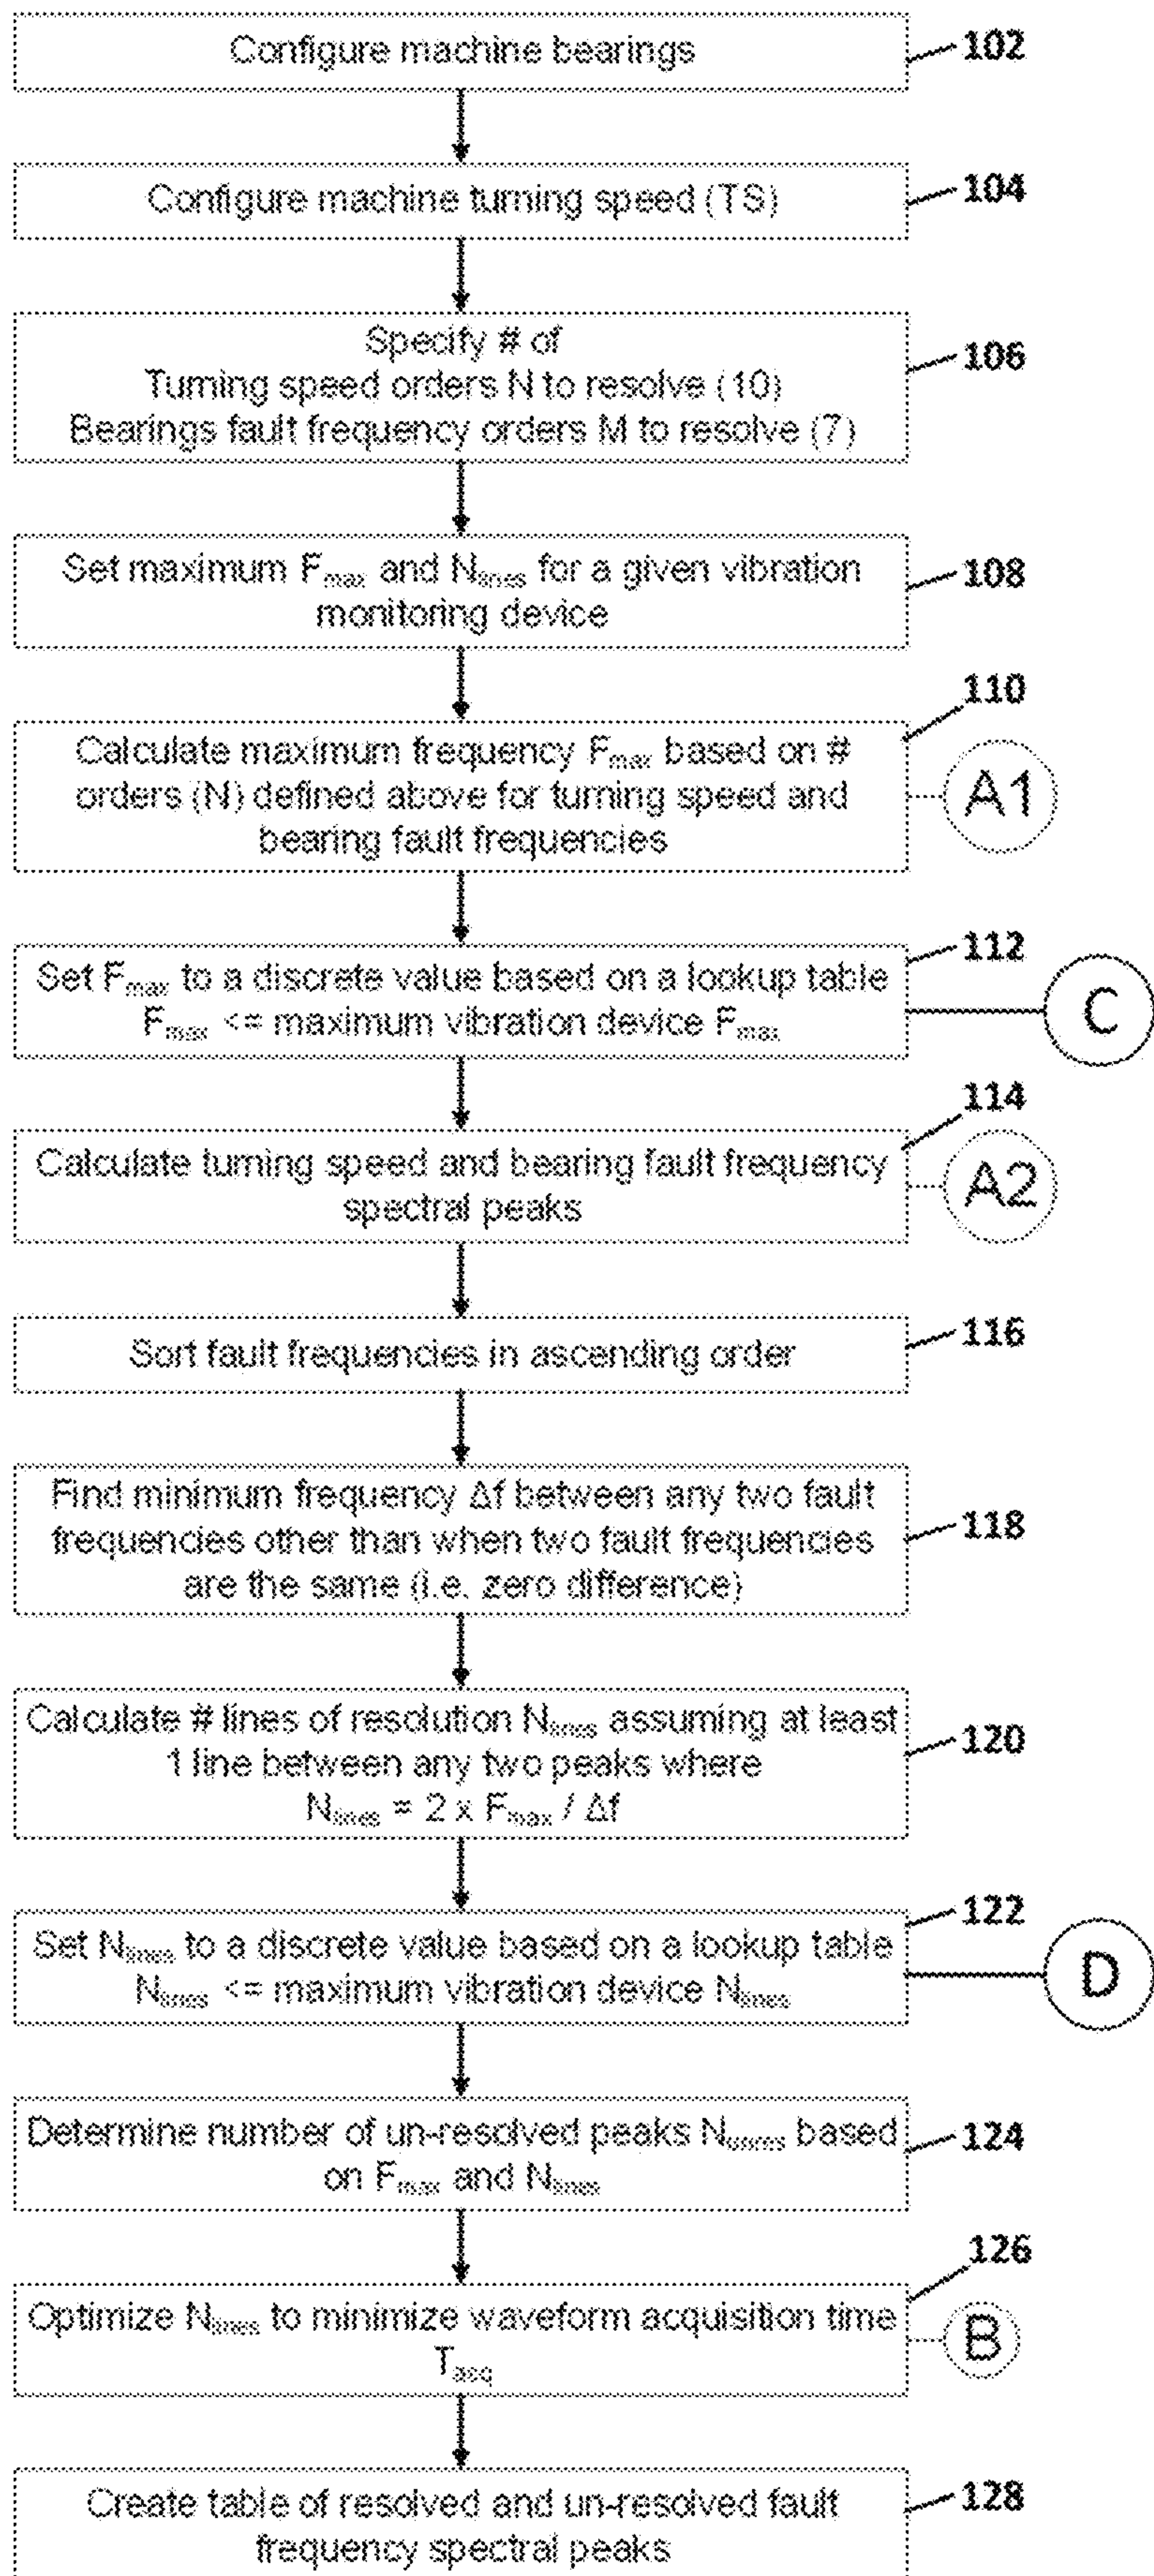 Configure machine bearings
102
Configure machine turning speed (TS)
104
Specify # of
Turning speed orders N to resolve (10)
Bearings fault frequency orders M to resolve (7)
106
Set maximum Fmax and Nlines for a given vibration
monitoring device
108
110
Calculate maximum frequency Fmax based on #
orders (N) defined above for turning speed and
bearing fault frequencies
A1
112
Set Fmax to a discrete value based on a lookup table
Fmax <= maximum vibration device Fmax
C
114
Calculate turning speed and bearing fault frequency
spectral peaks
A2
Sort fault frequencies in ascending order
116
Find minimum frequency Δf between any two fault
frequencies other than when two fault frequencies
are the same (i.e. zero difference)
118
Calculate # lines of resolution Nlines assuming at least
1 line between any two peaks where
Nlines = 2 x Fmax / Δf
120
122
Set Nlines to a discrete value based on a lookup table
Nlines <= maximum vibration device Nlines
D
Determine number of un-resolved peaks Nunres based
on Fmax and Nlines
124
126
Optimize Nlines to minimize waveform acquisition time
Tacq
B
Create table of resolved and un-resolved fault
frequency spectral peaks
128